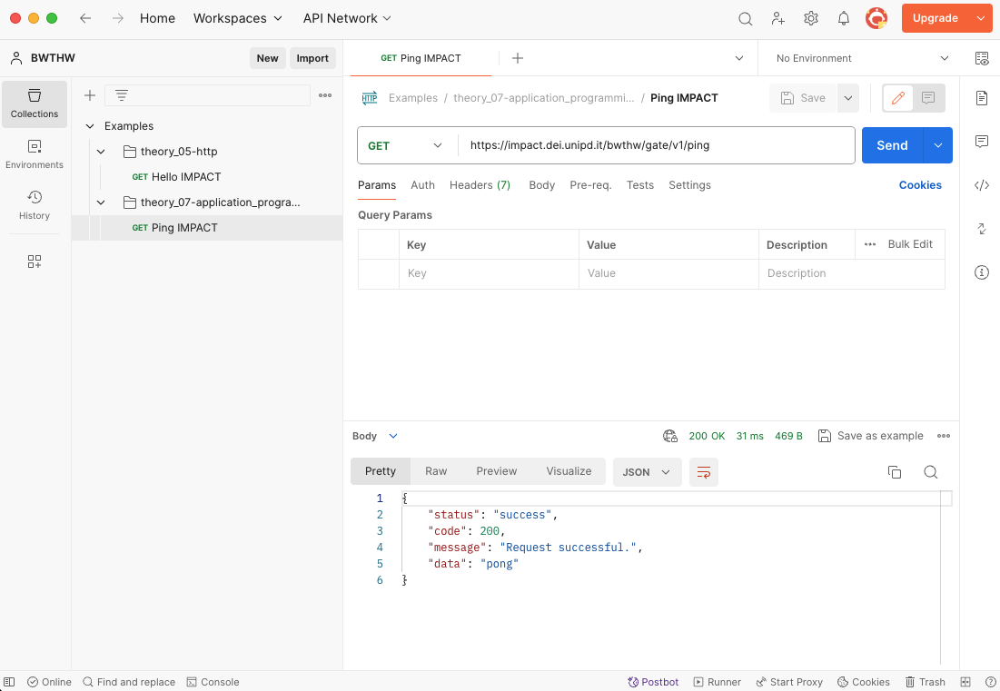 Home Workspaces API Network Upgrade
BWTHW New Import
GET Ping IMPACT No Environment
Collections
Environments
History
Examples
theory_05-http
GET Hello IMPACT
theory_07-application_progra...
GET Ping IMPACT
HTTP Examples / theory_07-application_programmi... / Ping IMPACT Save
GET https://impact.dei.unipd.it/bwthw/gate/v1/ping Send
Params Auth Headers (7) Body Pre-req. Tests Settings Cookies
Query Params
Key Value Description Bulk Edit
Key Value Description
Body 200 OK 31 ms 469 B Save as example
Pretty Raw Preview Visualize JSON
1 {
2 "status": "success",
3 "code": 200,
4 "message": "Request successful.",
5 "data": "pong"
6 }
Online Find and replace Console Postbot Runner Start Proxy Cookies Trash